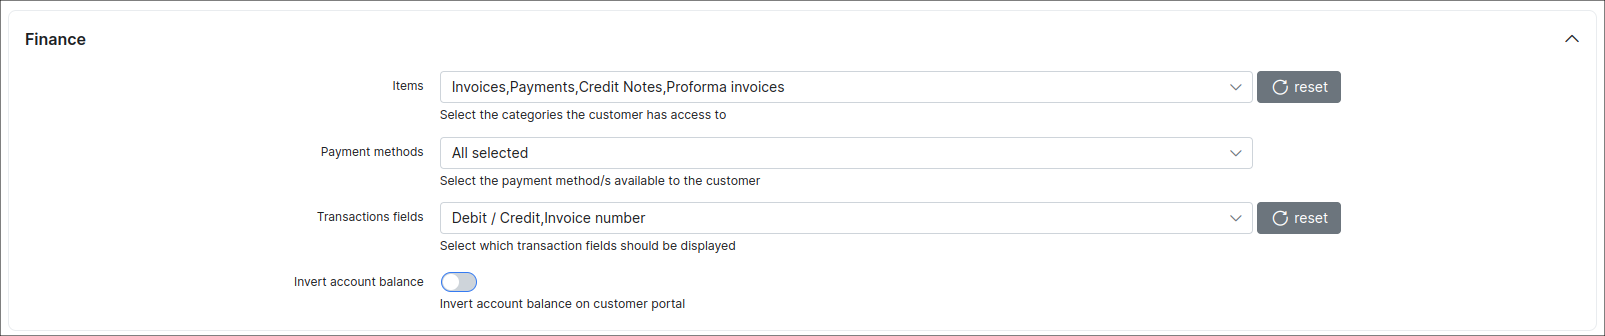 Finance
Items
Invoices,Payments,Credit Notes,Proforma invoices
reset
Select the categories the customer has access to
Payment methods
All selected
Select the payment method/s available to the customer
Transactions fields
Debit / Credit,Invoice number
reset
Select which transaction fields should be displayed
Invert account balance
Invert account balance on customer portal